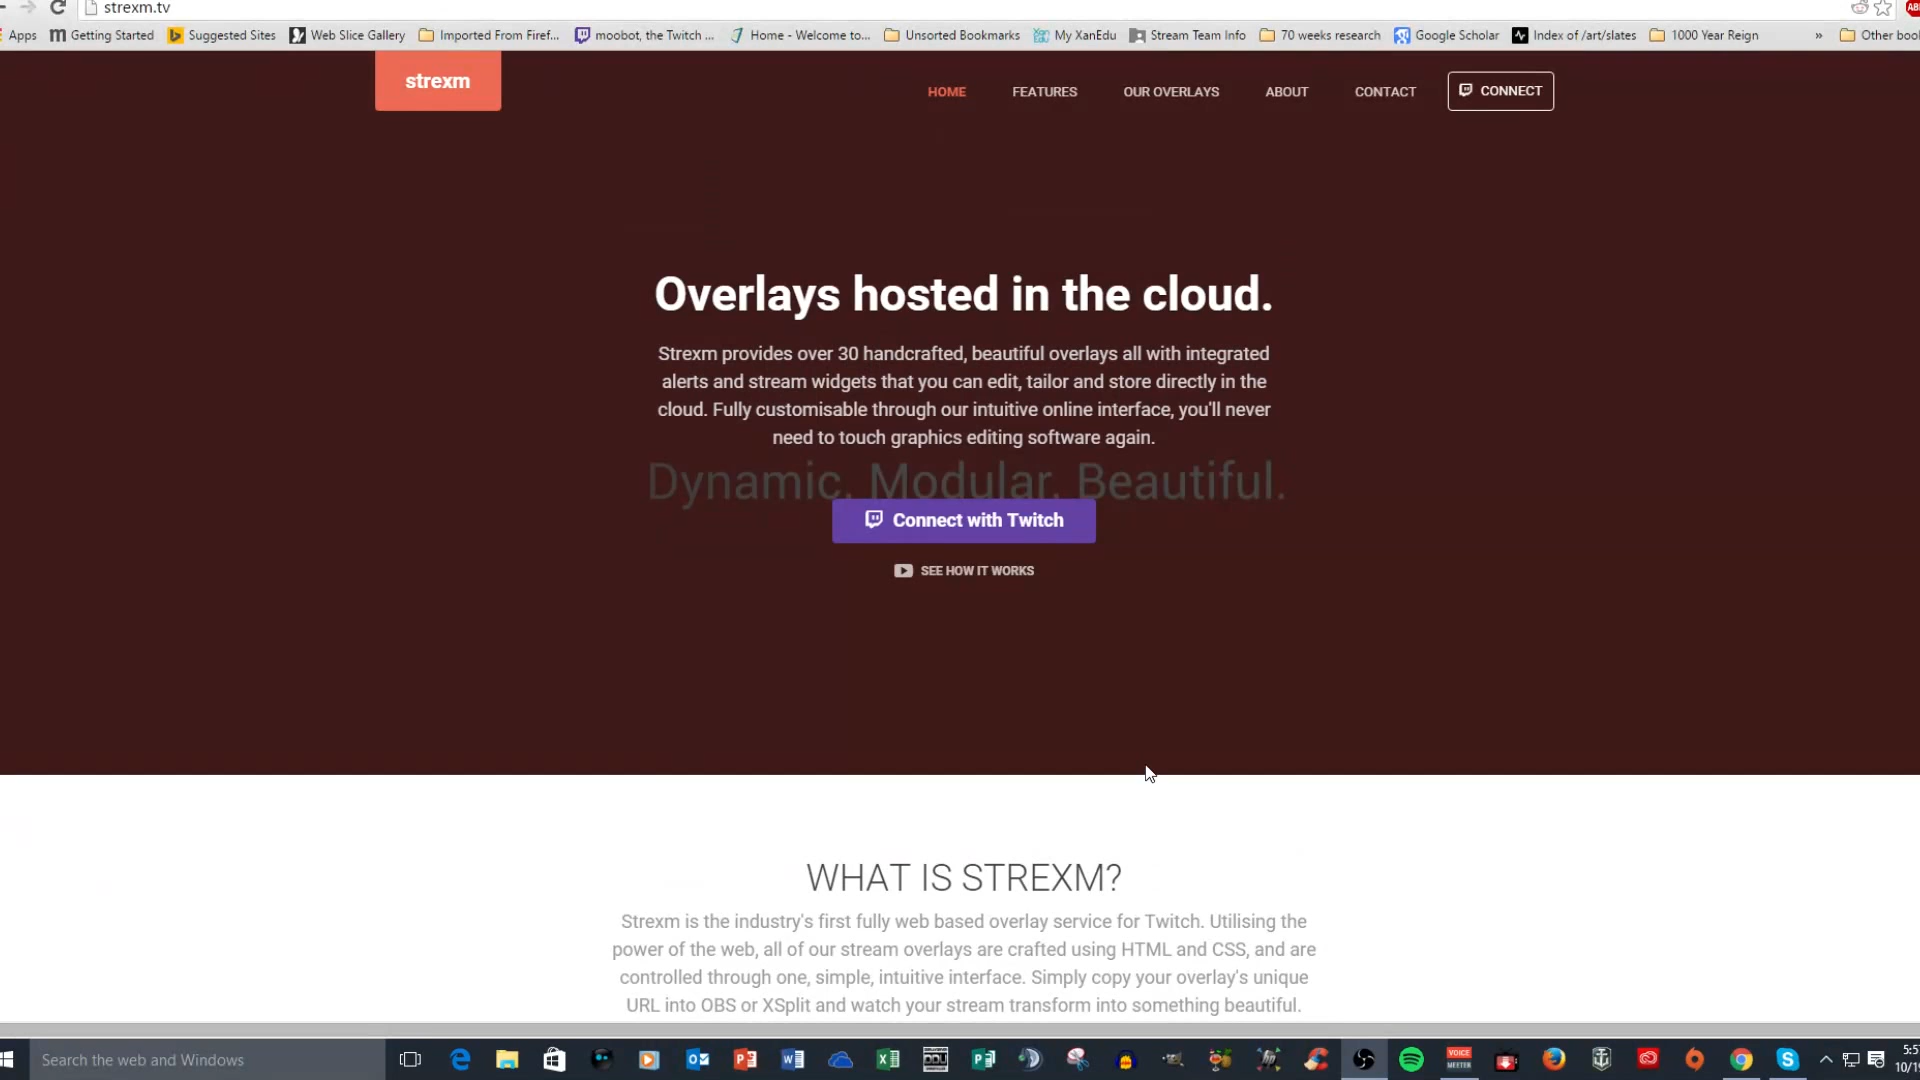 strexm.tv
Apps Getting Started Suggested Sites Web Slice Gallery Imported From Firef... moobot, the Twitch ... Home - Welcome to... Unsorted Bookmarks My XanEdu Stream Team Info 70 weeks research Google Scholar Index of /art/slates 1000 Year Reign » Other
strexm
HOME FEATURES OUR OVERLAYS ABOUT CONTACT CONNECT
Overlays hosted in the cloud.
Strexm provides over 30 handcrafted, beautiful overlays all with integrated
alerts and stream widgets that you can edit, tailor and store directly in the
cloud. Fully customisable through our intuitive online interface, you'll never
need to touch graphics editing software again.
Dynamic. Modular. Beautiful.
Connect with Twitch
SEE HOW IT WORKS
WHAT IS STREXM?
Strexm is the industry's first fully web based overlay service for Twitch. Utilising the
power of the web, all of our stream overlays are crafted using HTML and CSS, and are
controlled through one, simple, intuitive interface. Simply copy your overlay's unique
URL into OBS or XSplit and watch your stream transform into something beautiful.
Search the web and Windows
VOICE
MEETER